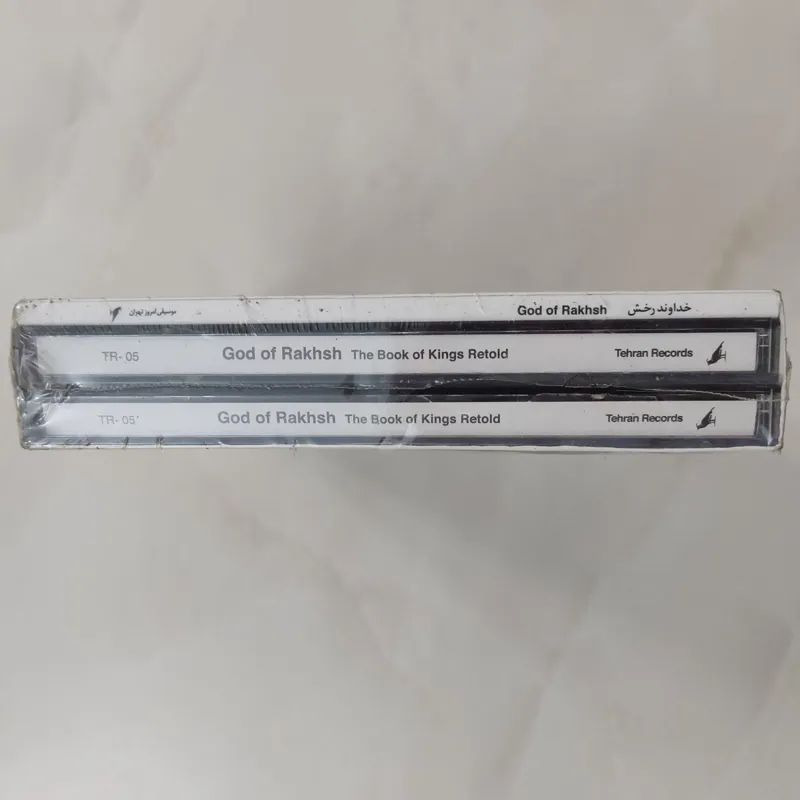 موسیقی امروز تهران God of Rakhsh خداوند رخش
TR- 05 God of Rakhsh The Book of Kings Retold Tehran Records
TR- 05 God of Rakhsh The Book of Kings Retold Tehran Records